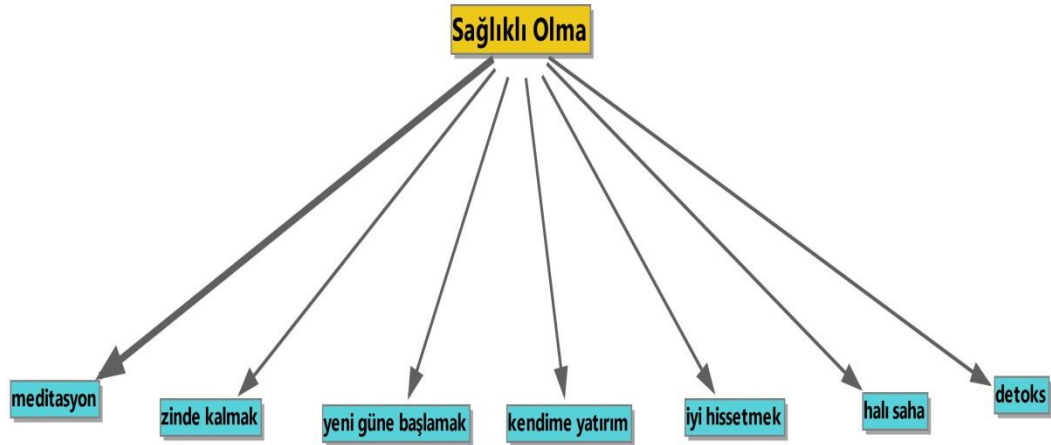 Sağlıklı Olma
meditasyon
zinde kalmak
yeni güne başlamak
kendime yatırım
iyi hissetmek
halı saha
detoks